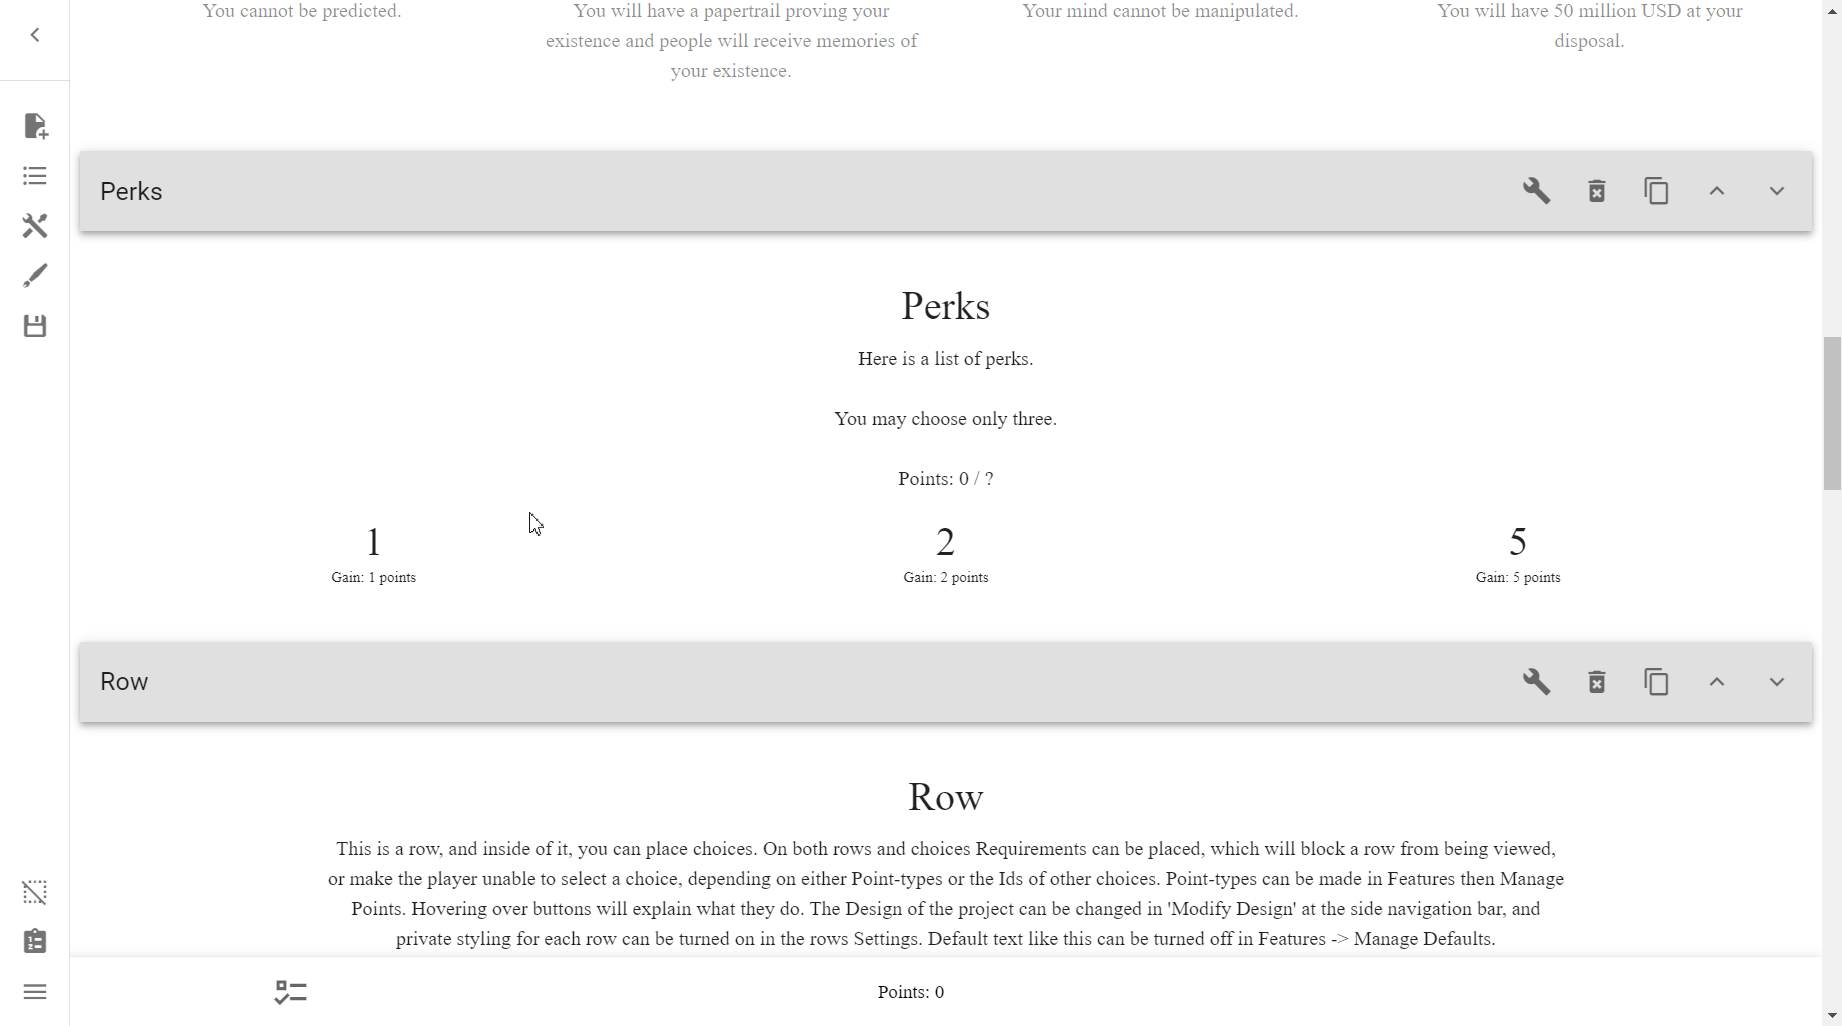 You cannot be predicted.
You will have a papertrail proving your
existence and people will receive memories of
your existence.
Your mind cannot be manipulated.
You will have 50 million USD at your
disposal.
Perks
Perks
Here is a list of perks.
You may choose only three.
Points: 0 / ?
1
Gain: 1 points
2
Gain: 2 points
5
Gain: 5 points
Row
Row
This is a row, and inside of it, you can place choices. On both rows and choices Requirements can be placed, which will block a row from being viewed,
or make the player unable to select a choice, depending on either Point-types or the Ids of other choices. Point-types can be made in Features then Manage
Points. Hovering over buttons will explain what they do. The Design of the project can be changed in 'Modify Design' at the side navigation bar, and
private styling for each row can be turned on in the rows Settings. Default text like this can be turned off in Features -> Manage Defaults.
Points: 0